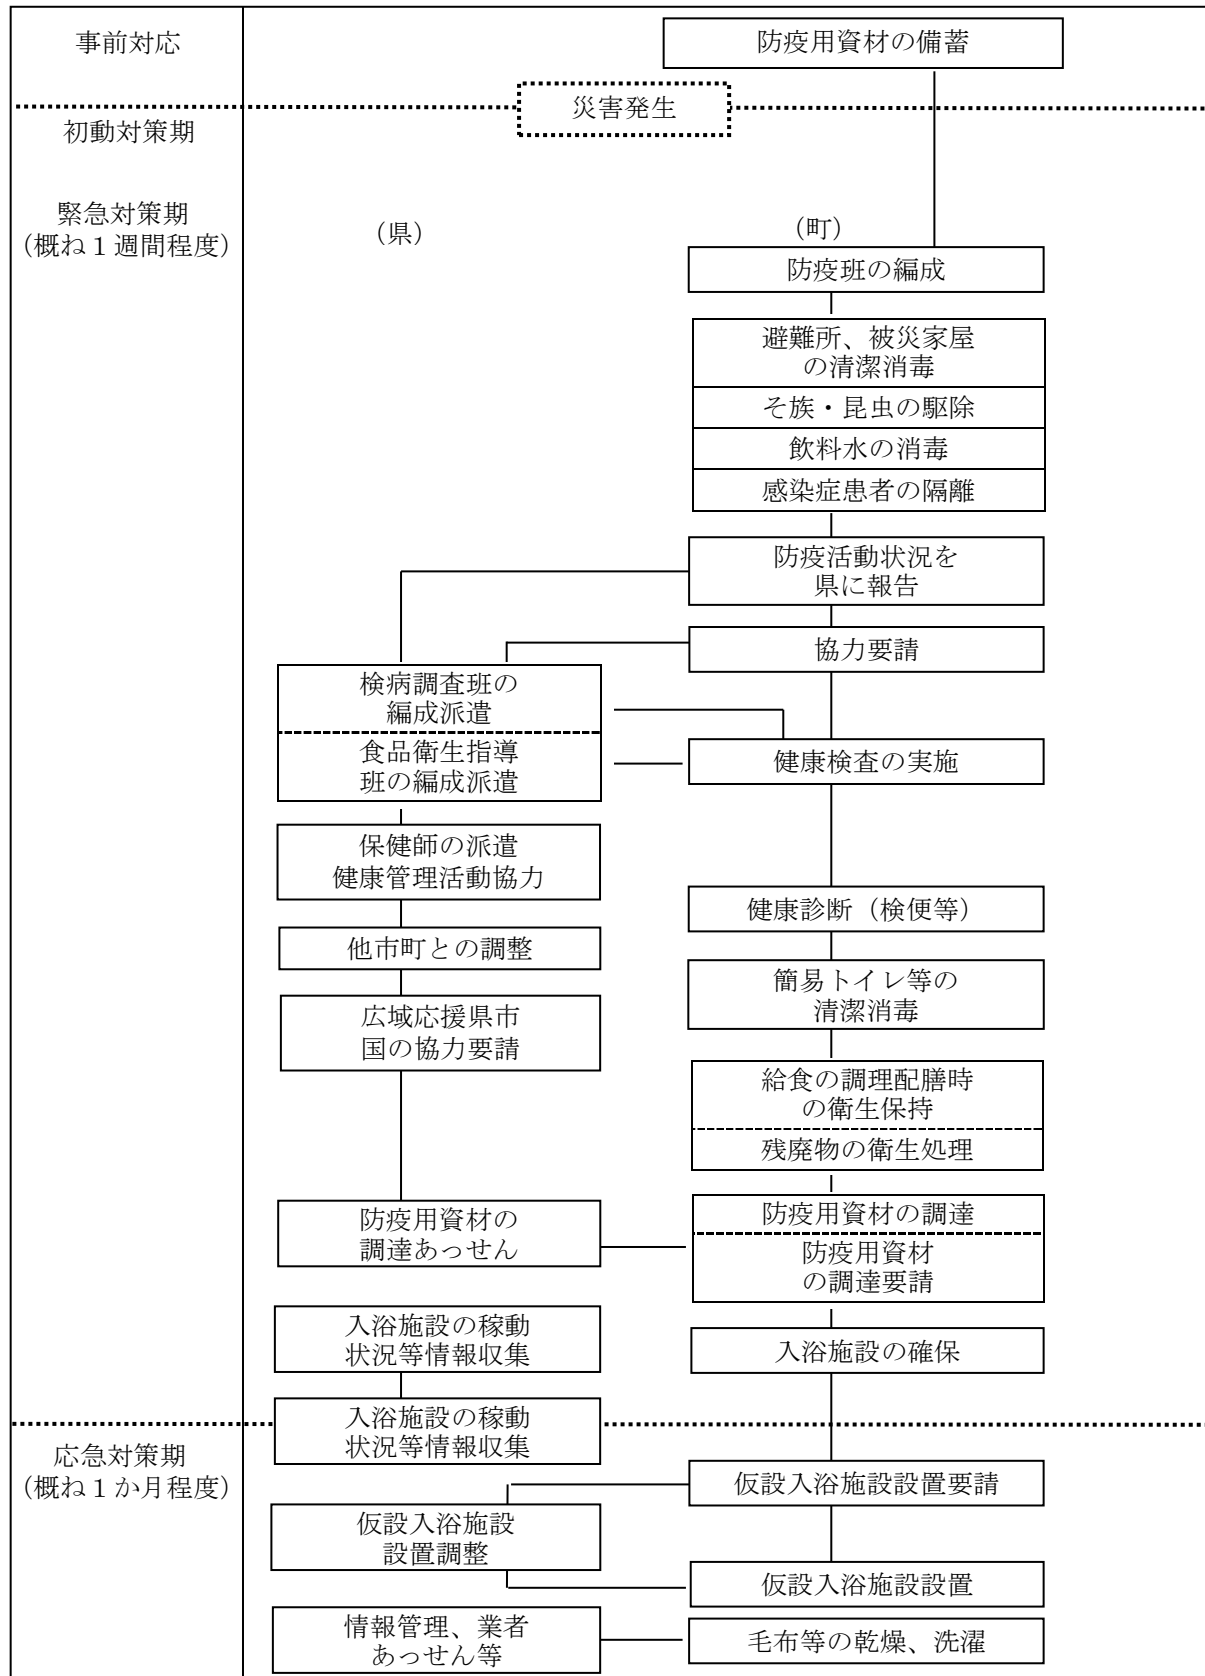 事前対応
防疫用資材の備蓄
災害発生
初動対策期
緊急対策期
（概ね１週間程度）
（県）
（町）
防疫班の編成
避難所、被災家屋
の清潔消毒
そ族・昆虫の駆除
飲料水の消毒
感染症患者の隔離
防疫活動状況を
県に報告
協力要請
検病調査班の
編成派遣
食品衛生指導
班の編成派遣
健康検査の実施
保健師の派遣
健康管理活動協力
健康診断（検便等）
他市町との調整
簡易トイレ等の
清潔消毒
広域応援県市
国の協力要請
給食の調理配膳時
の衛生保持
残廃物の衛生処理
防疫用資材の
調達あっせん
防疫用資材の調達
防疫用資材
の調達要請
入浴施設の稼動
状況等情報収集
入浴施設の確保
入浴施設の稼動
状況等情報収集
応急対策期
（概ね１か月程度）
仮設入浴施設設置要請
仮設入浴施設
設置調整
仮設入浴施設設置
情報管理、業者
あっせん等
毛布等の乾燥、洗濯